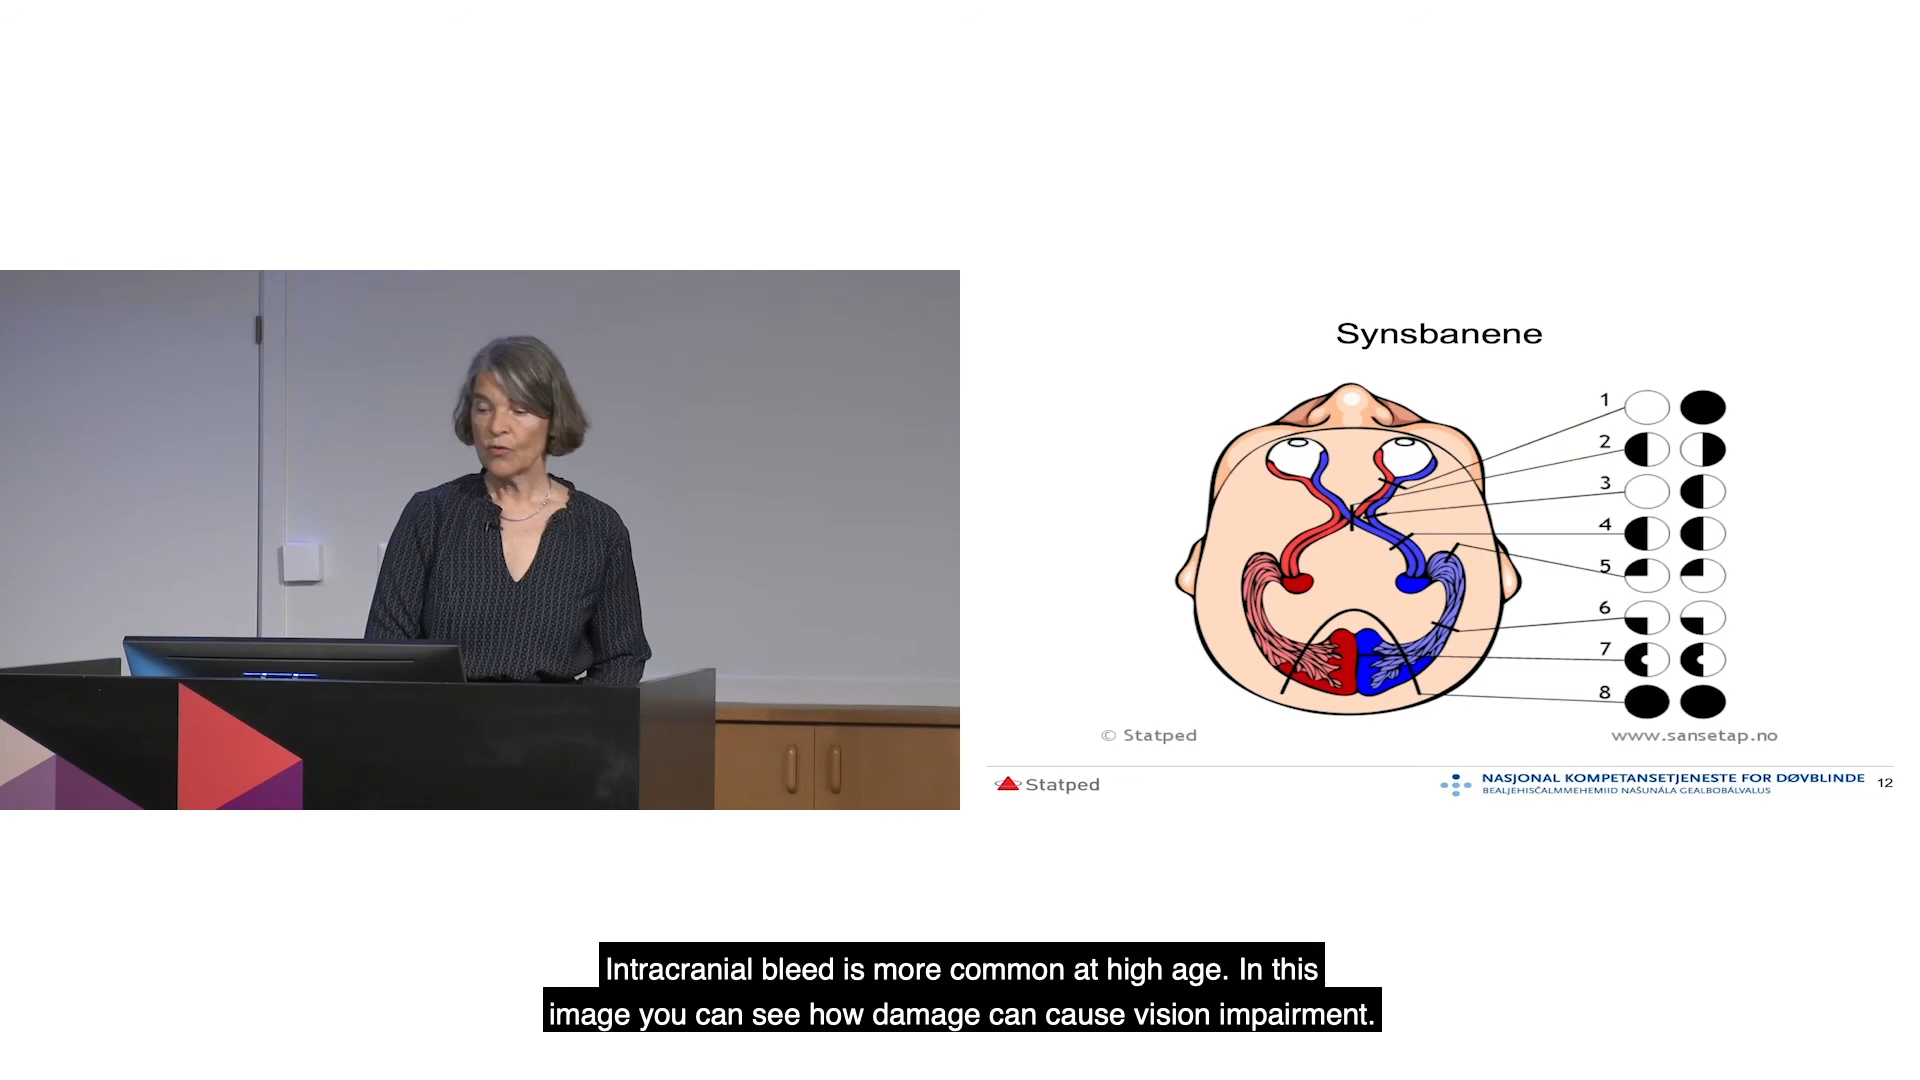 Synsbanene
1
2
3
4
5
6
7
8
© Statped
www.sansetap.no
Statped
NASJONAL KOMPETANSETJENESTE FOR DØVBLINDE
BEALJEHISČALMMEHEMIID NAŠUNÁLA GEALBOBÁLVALUS
12
Intracranial bleed is more common at high age. In this
image you can see how damage can cause vision impairment.